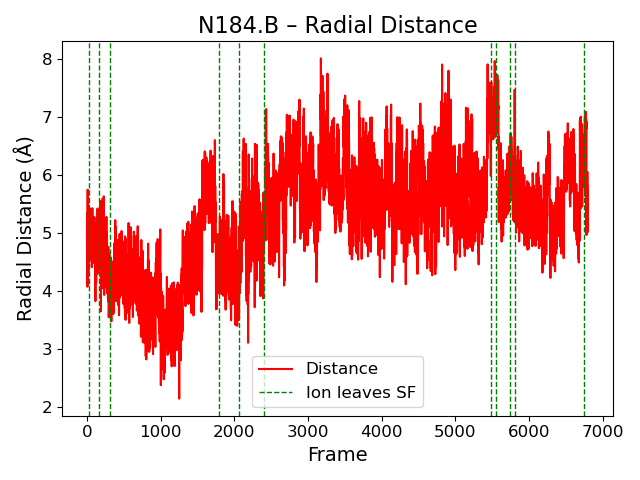 N184.B – Radial Distance
Radial Distance (Å)
8
7
6
5
4
3
2
Distance
Ion leaves SF
0 1000 2000 3000 4000 5000 6000 7000
Frame